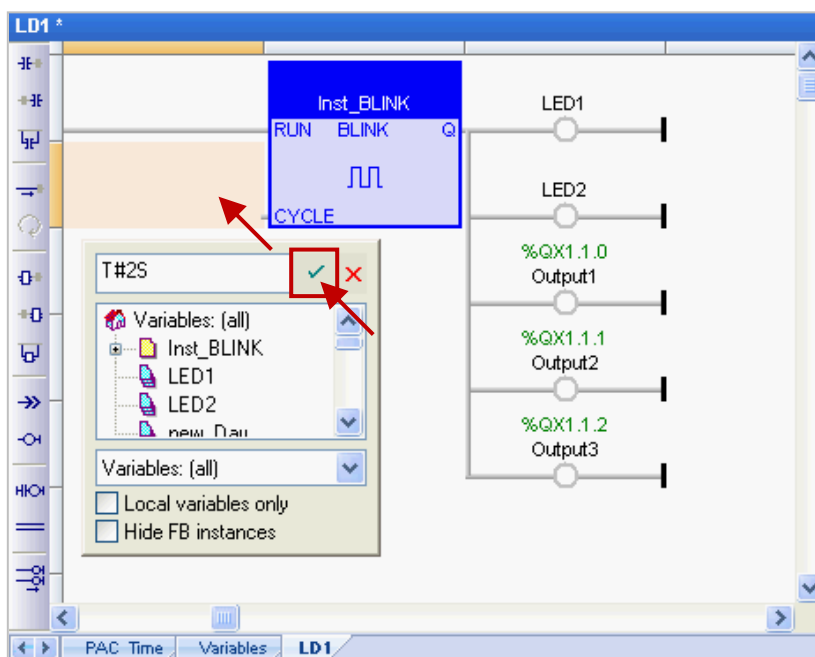 LD1 *
Inst_BLINK
RUN BLINK Q
CYCLE
LED1
LED2
%QX1.1.0
Output1
%QX1.1.1
Output2
%QX1.1.2
Output3
T#2S
Variables: (all)
Inst_BLINK
LED1
LED2
new_Day
Variables: (all)
Local variables only
Hide FB instances
PAC_Time
Variables
LD1